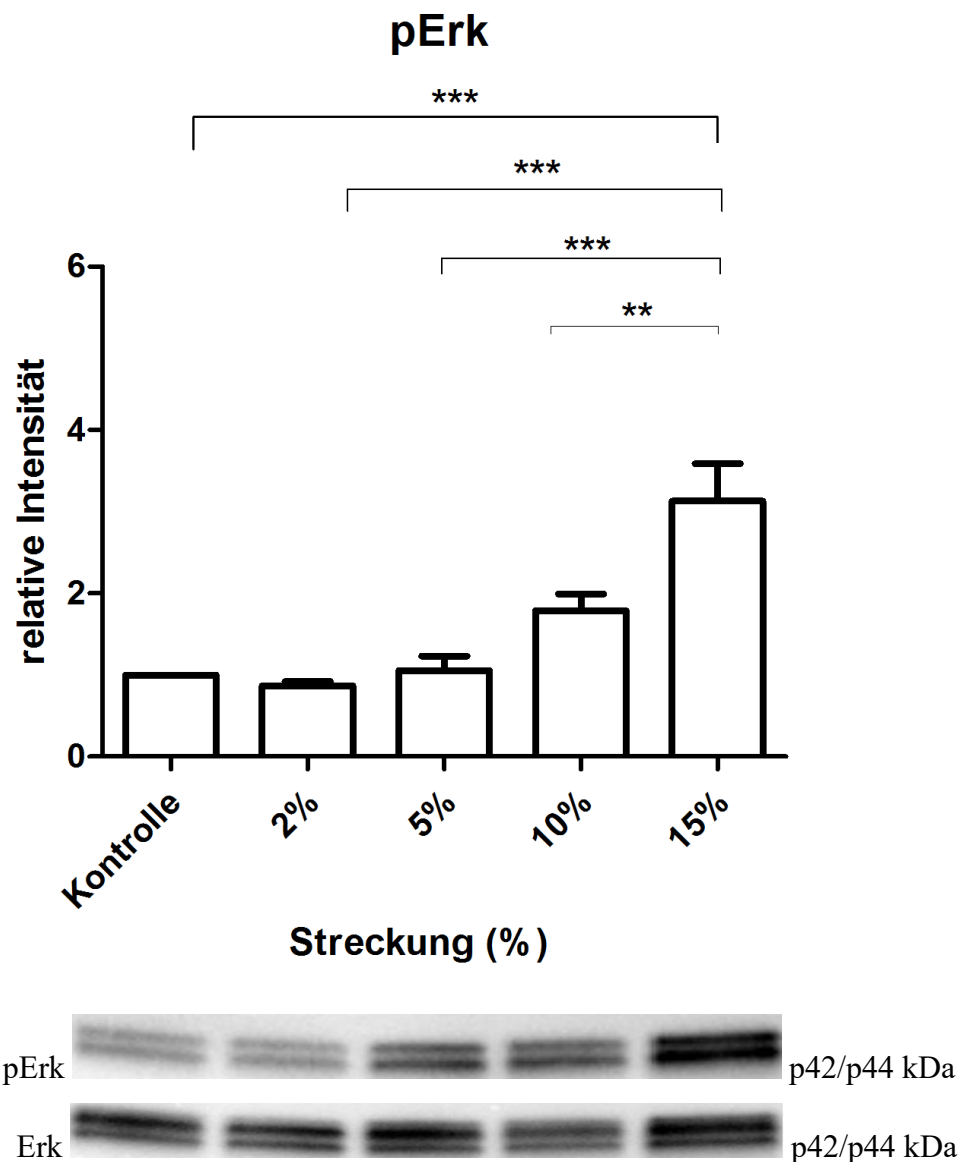 pErk
***
***
***
**
6
4
2
0
relative Intensität
Kontrolle
2%
5%
10%
15%
Streckung (%)
pErk p42/p44 kDa
Erk p42/p44 kDa